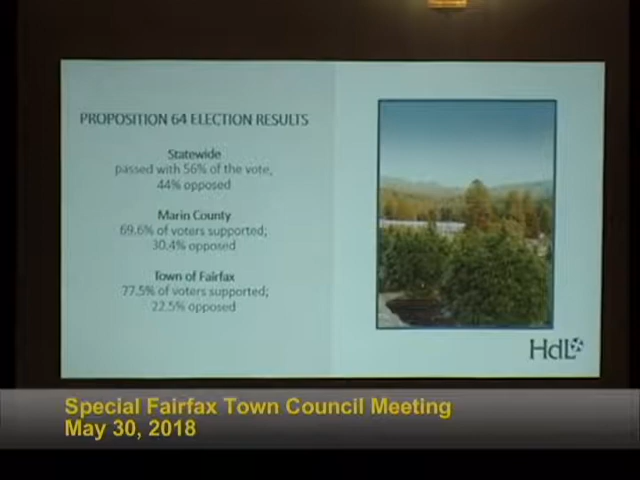 PROPOSITION 64 ELECTION RESULTS
Statewide
passed with 56% of the vote,
44% opposed
Marin County
69.6% of voters supported;
30.4% opposed
Town of Fairfax
77.5% of voters supported;
22.5% opposed
HdL
Special Fairfax Town Council Meeting
May 30, 2018